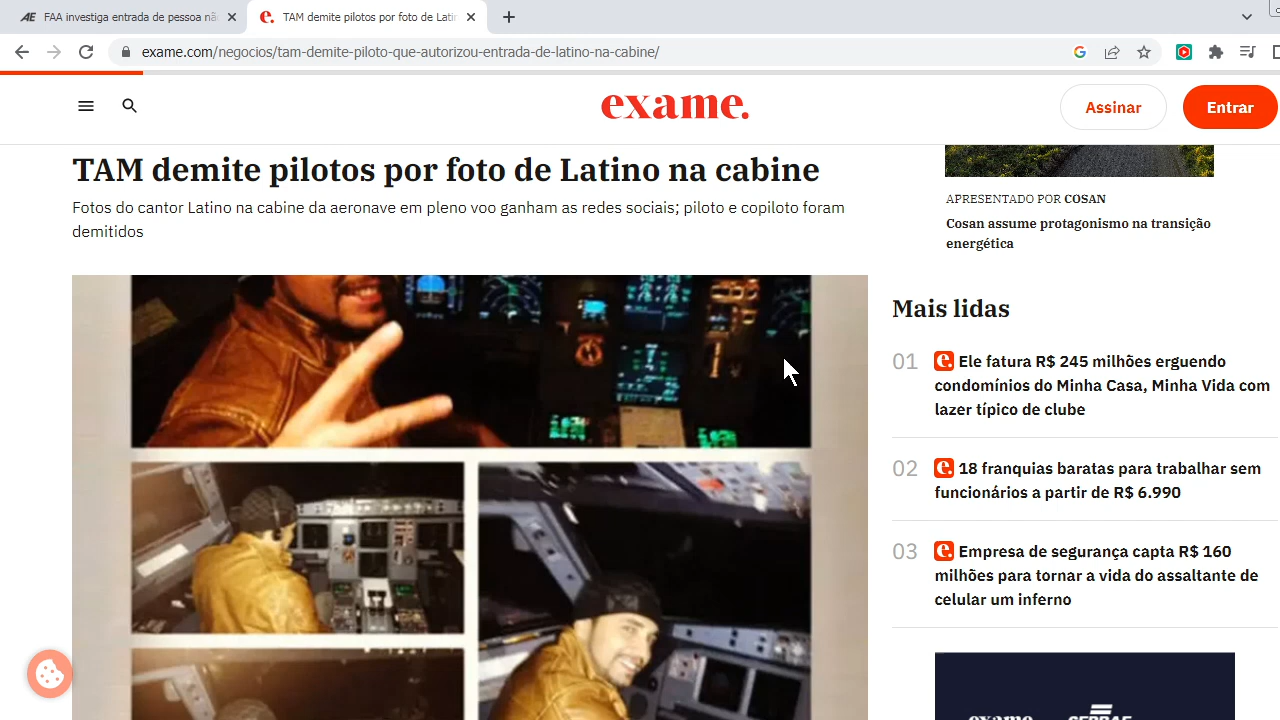 FAA investiga entrada de pessoa nã
TAM demite pilotos por foto de Lati
exame.com/negocios/tam-demite-piloto-que-autorizou-entrada-de-latino-na-cabine/
exame.
Assinar
Entrar
TAM demite pilotos por foto de Latino na cabine
Fotos do cantor Latino na cabine da aeronave em pleno voo ganham as redes sociais; piloto e copiloto foram
demitidos
APRESENTADO POR COSAN
Cosan assume protagonismo na transição
energética
Mais lidas
01 e. Ele fatura R$ 245 milhões erguendo
condomínios do Minha Casa, Minha Vida com
lazer típico de clube
02 e. 18 franquias baratas para trabalhar sem
funcionários a partir de R$ 6.990
03 e. Empresa de segurança capta R$ 160
milhões para tornar a vida do assaltante de
celular um inferno